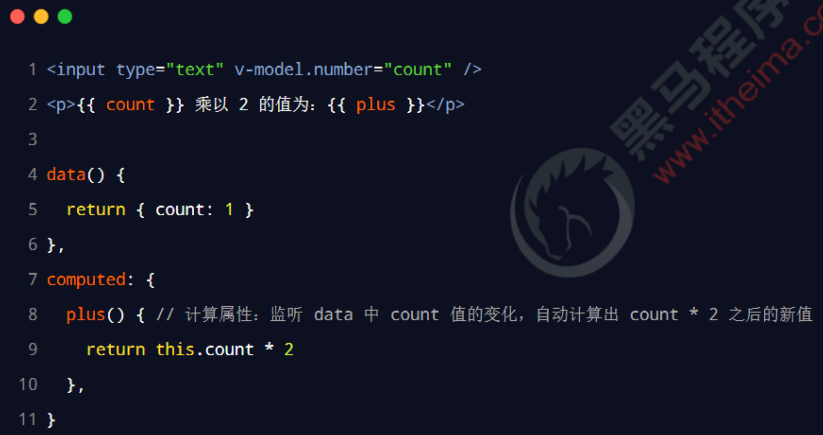 1 <input type="text" v-model.number="count" />
2 <p>{{ count }} 乘以 2 的值为：{{ plus }}</p>
3
4 data() {
5   return { count: 1 }
6 },
7 computed: {
8   plus() { // 计算属性：监听 data 中 count 值的变化，自动计算出 count * 2 之后的新值
9     return this.count * 2
10   },
11 }
黑马程序
www.itheima.co